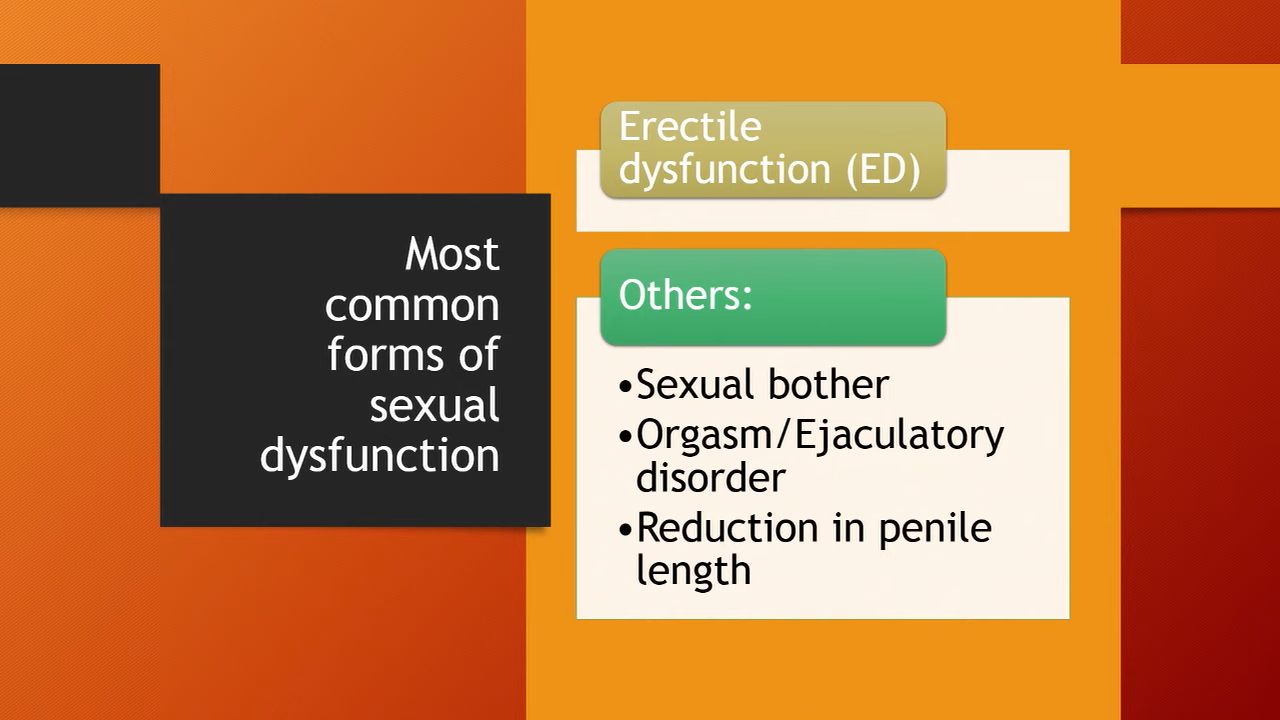 Most
common
forms of
sexual
dysfunction
Erectile
dysfunction (ED)
Others:
•Sexual bother
•Orgasm/Ejaculatory
disorder
•Reduction in penile
length